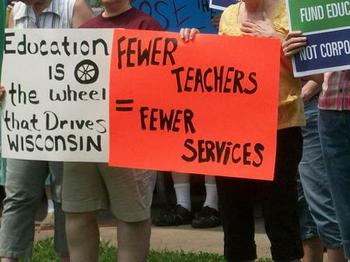 Education
IS
the wheel
that Drives
WISCONSIN
FEWER
TEACHERS
= FEWER
SERVICES
FUND EDUC
NOT CORPO